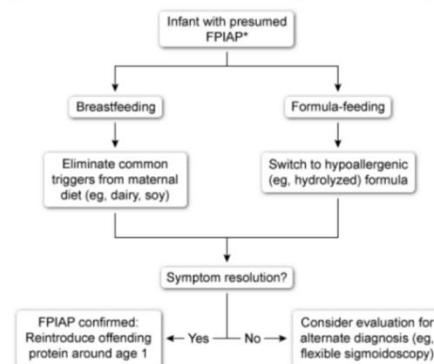 Infant with presumed
FPIAP*
Breastfeeding
Formula-feeding
Eliminate common
triggers from maternal
diet (eg, dairy, soy)
Switch to hypoallergenic
(eg, hydrolyzed) formula
Symptom resolution?
FPIAP confirmed:
Reintroduce offending
protein around age 1
Yes
No
Consider evaluation for
alternate diagnosis (eg,
flexible sigmoidoscopy)